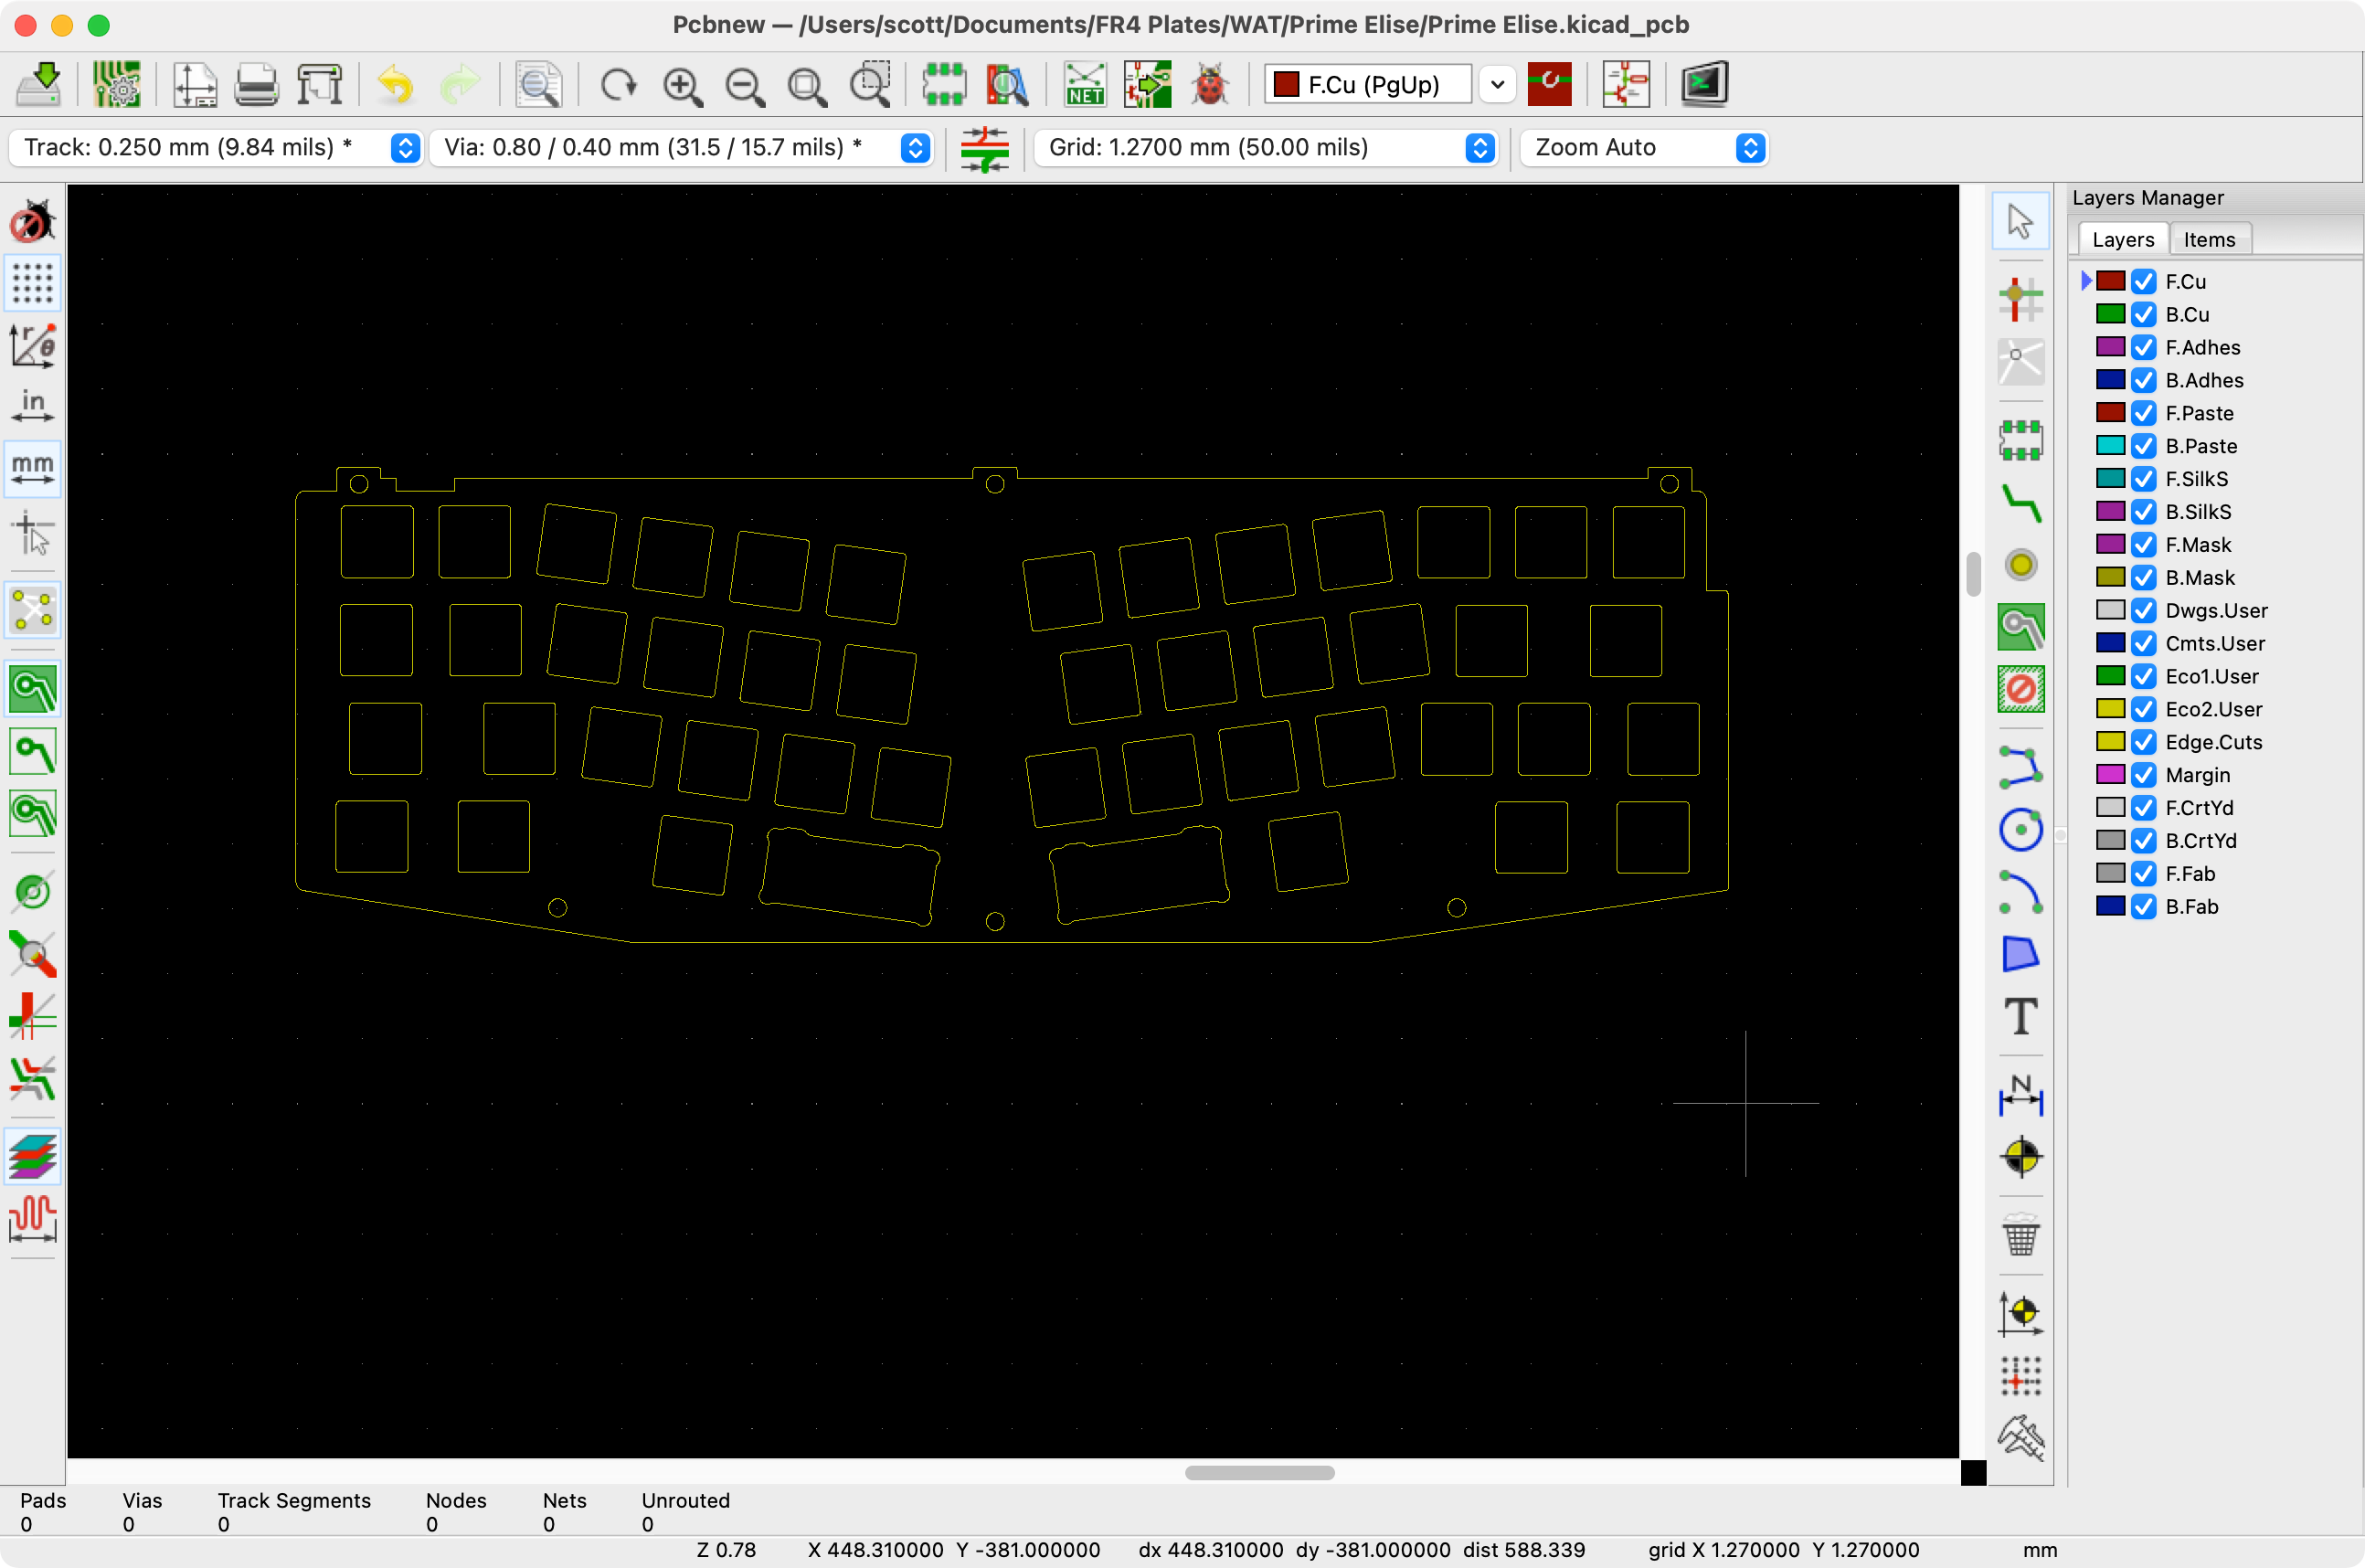 Pcbnew — /Users/scott/Documents/FR4 Plates/WAT/Prime Elise/Prime Elise.kicad_pcb
NET
F.Cu (PgUp)
Track: 0.250 mm (9.84 mils) *
Via: 0.80 / 0.40 mm (31.5 / 15.7 mils) *
Grid: 1.2700 mm (50.00 mils)
Zoom Auto
r
θ
in
mm
T
N
Layers Manager
Layers
Items
F.Cu
B.Cu
F.Adhes
B.Adhes
F.Paste
B.Paste
F.SilkS
B.SilkS
F.Mask
B.Mask
Dwgs.User
Cmts.User
Eco1.User
Eco2.User
Edge.Cuts
Margin
F.CrtYd
B.CrtYd
F.Fab
B.Fab
Pads Vias Track Segments Nodes Nets Unrouted
0 0 0 0 0 0
Z 0.78 X 448.310000 Y -381.000000 dx 448.310000 dy -381.000000 dist 588.339 grid X 1.270000 Y 1.270000 mm